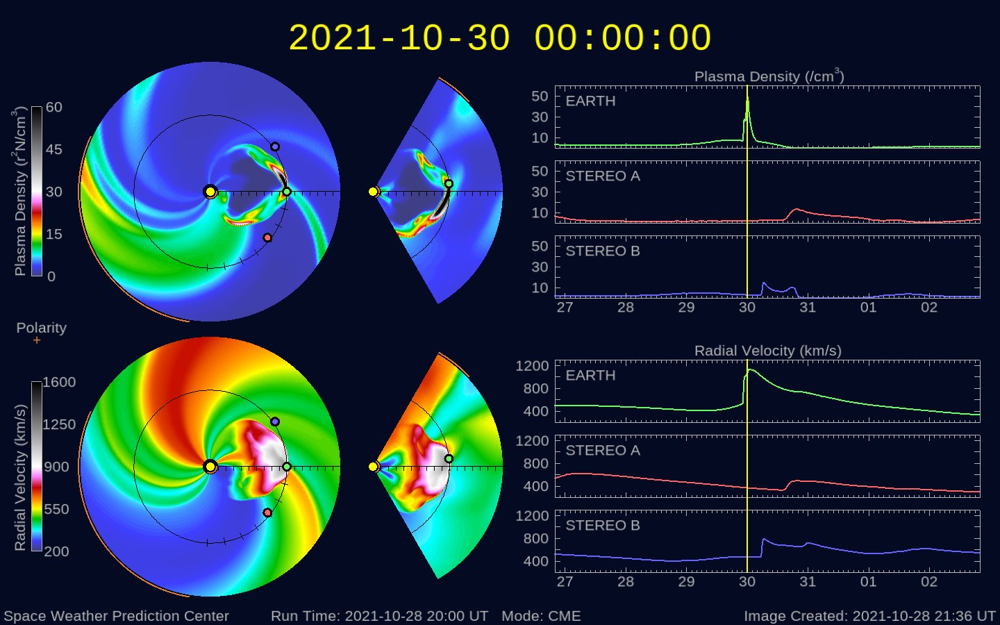 2021-10-30 00:00:00
Plasma Density (r²N/cm³)
60
45
30
15
0
Plasma Density (/cm³)
50
30
10
EARTH
50
30
10
STEREO A
50
30
10
STEREO B
27 28 29 30 31 01 02
Polarity
+
Radial Velocity (km/s)
1600
1250
900
550
200
Radial Velocity (km/s)
1200
800
400
EARTH
1200
800
400
STEREO A
1200
800
400
STEREO B
27 28 29 30 31 01 02
Space Weather Prediction Center Run Time: 2021-10-28 20:00 UT Mode: CME Image Created: 2021-10-28 21:36 UT